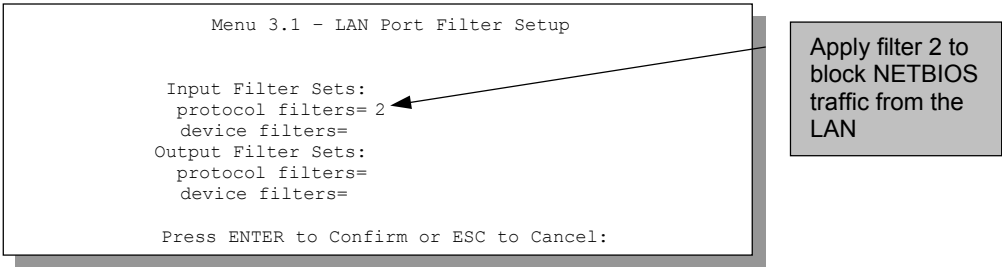 Menu 3.1 – LAN Port Filter Setup
Input Filter Sets:
protocol filters= 2
device filters=
Output Filter Sets:
protocol filters=
device filters=
Press ENTER to Confirm or ESC to Cancel:
Apply filter 2 to
block NETBIOS
traffic from the
LAN